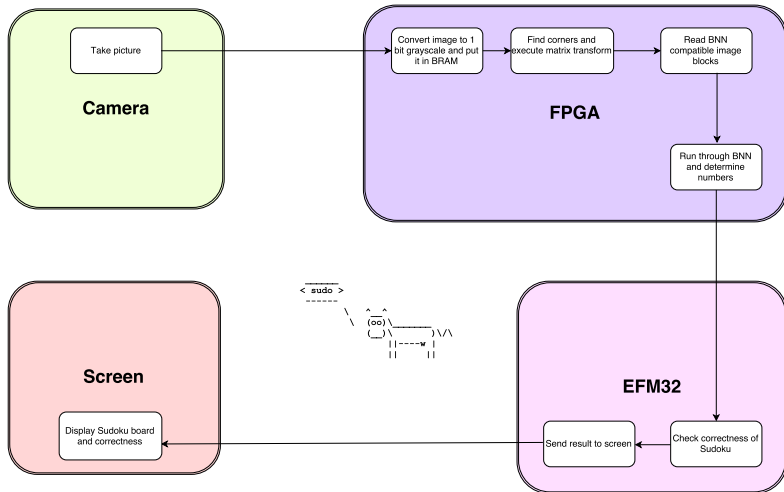 Take picture
Convert image to 1
bit grayscale and put
it in BRAM
Find corners and
execute matrix transform
Read BNN
compatible image
blocks
Camera
FPGA
Run through BNN
and determine
numbers
< sudo >
(oo)
w
Screen
EFM32
Display Sudoku board
and correctness
Send result to screen
Check correctness of
Sudoku